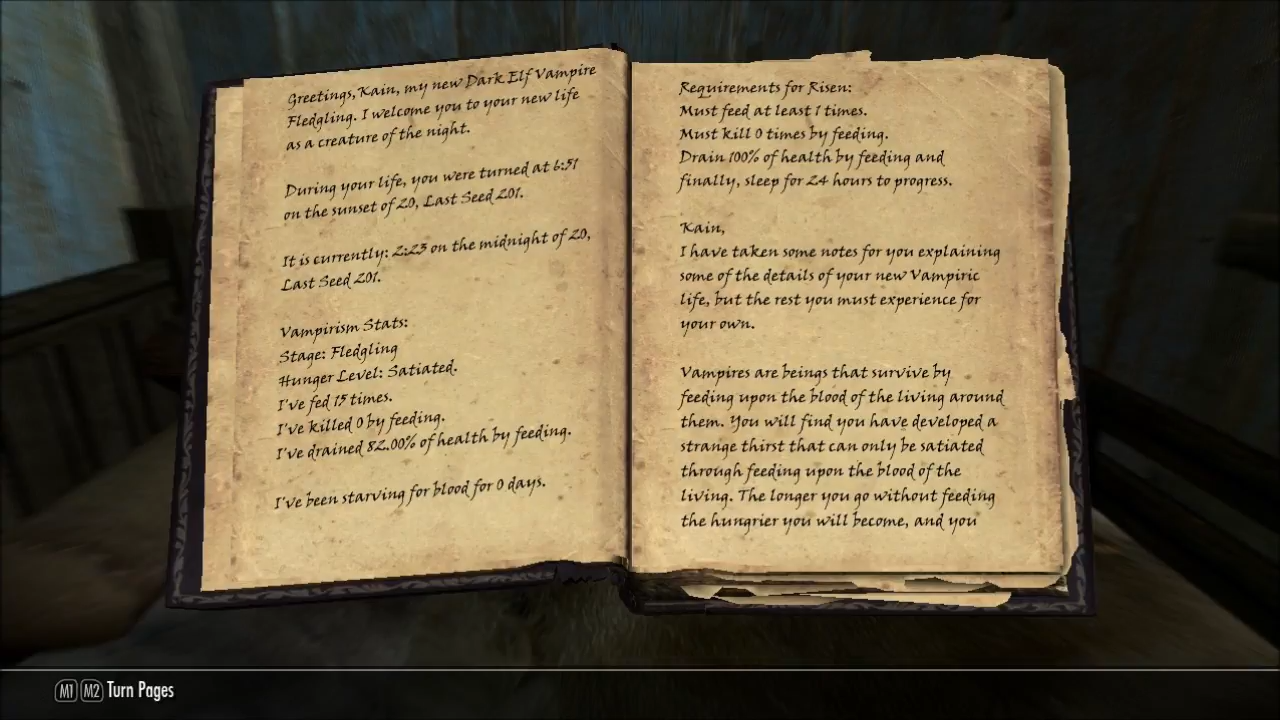 Greetings, Kain, my new Dark Elf Vampire
Fledgling. I welcome you to your new life
as a creature of the night.
During your life, you were turned at 6:51
on the sunset of 20, Last Seed 201.
It is currently: 2:23 on the midnight of 20,
Last Seed 201.
Vampirism Stats:
Stage: Fledgling
Hunger Level: Satiated.
I've fed 15 times.
I've killed 0 by feeding.
I've drained 82.00% of health by feeding.
I've been starving for blood for 0 days.
Requirements for Risen:
Must feed at least 1 times.
Must kill 0 times by feeding.
Drain 100% of health by feeding and
finally, sleep for 24 hours to progress.
Kain,
I have taken some notes for you explaining
some of the details of your new Vampiric
life, but the rest you must experience for
your own.
Vampires are beings that survive by
feeding upon the blood of the living around
them. You will find you have developed a
strange thirst that can only be satiated
through feeding upon the blood of the
living. The longer you go without feeding
the hungrier you will become, and you
M1 M2 Turn Pages